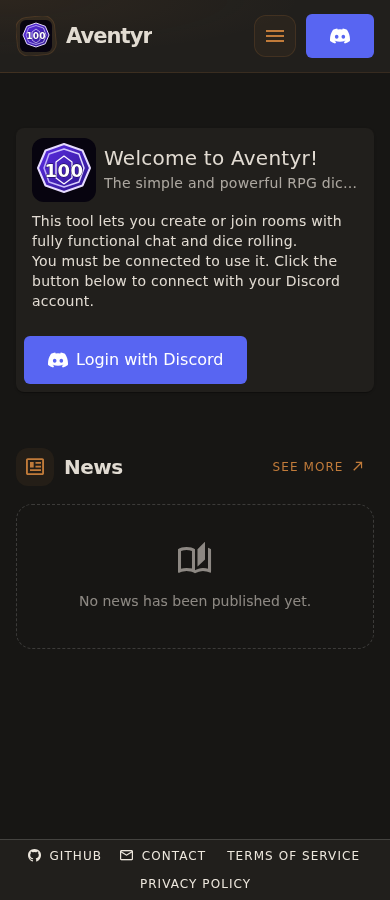 100
Aventyr
100
Welcome to Aventyr!
The simple and powerful RPG dic...
This tool lets you create or join rooms with
fully functional chat and dice rolling.
You must be connected to use it. Click the
button below to connect with your Discord
account.
Login with Discord
News
SEE MORE
No news has been published yet.
GITHUB
CONTACT
TERMS OF SERVICE
PRIVACY POLICY